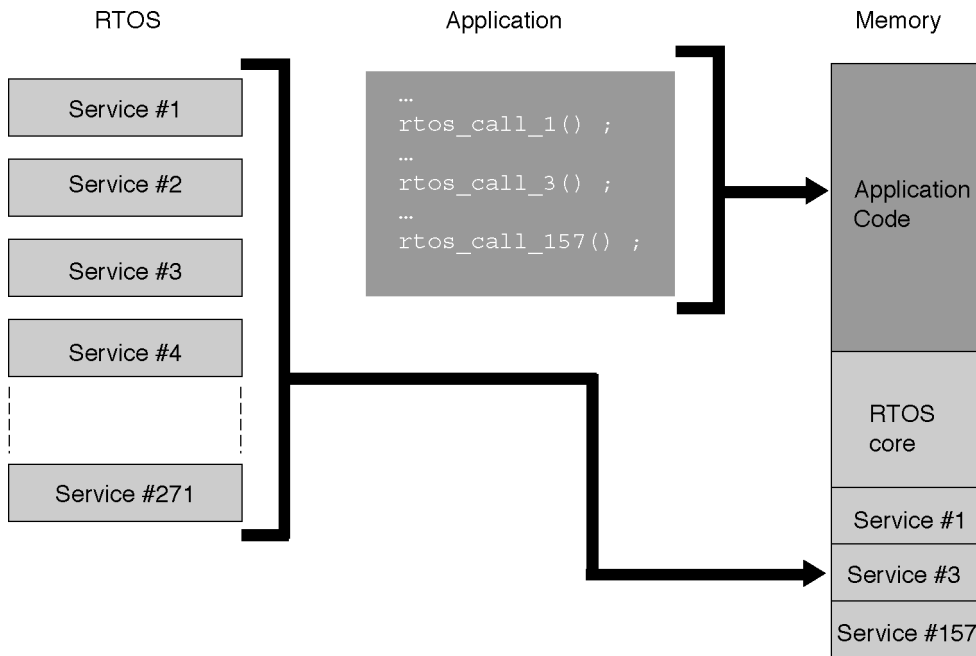 RTOS
Service #1
Service #2
Service #3
Service #4
Service #271
Application
…
rtos_call_1() ;
…
rtos_call_3() ;
…
rtos_call_157() ;
Memory
Application
Code
RTOS
core
Service #1
Service #3
Service #157